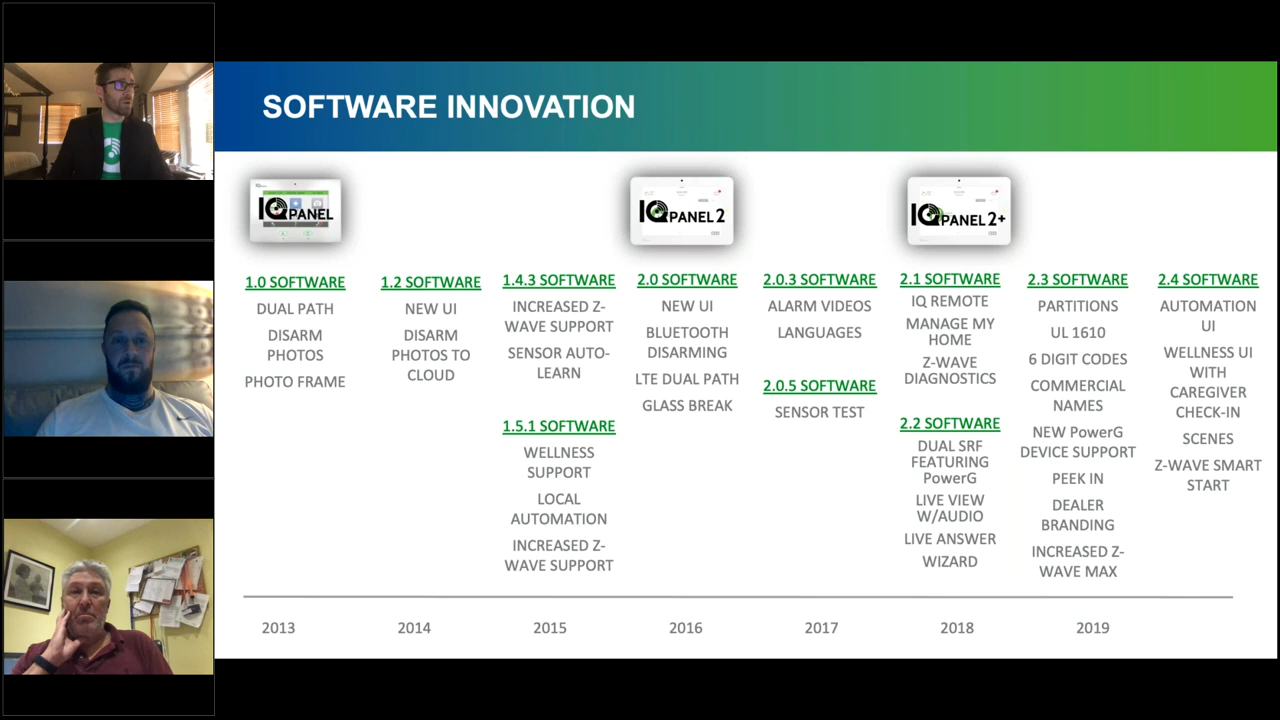 SOFTWARE INNOVATION
IQ PANEL
IQ PANEL 2
IQ PANEL 2+
1.0 SOFTWARE
DUAL PATH
DISARM
PHOTOS
PHOTO FRAME
1.2 SOFTWARE
NEW UI
DISARM
PHOTOS TO
CLOUD
1.4.3 SOFTWARE
INCREASED Z-
WAVE SUPPORT
SENSOR AUTO-
LEARN
1.5.1 SOFTWARE
WELLNESS
SUPPORT
LOCAL
AUTOMATION
INCREASED Z-
WAVE SUPPORT
2.0 SOFTWARE
NEW UI
BLUETOOTH
DISARMING
LTE DUAL PATH
GLASS BREAK
2.0.3 SOFTWARE
ALARM VIDEOS
LANGUAGES
2.0.5 SOFTWARE
SENSOR TEST
2.1 SOFTWARE
IQ REMOTE
MANAGE MY
HOME
Z-WAVE
DIAGNOSTICS
2.2 SOFTWARE
DUAL SRF
FEATURING
PowerG
LIVE VIEW
W/AUDIO
LIVE ANSWER
WIZARD
2.3 SOFTWARE
PARTITIONS
UL 1610
6 DIGIT CODES
COMMERCIAL
NAMES
NEW PowerG
DEVICE SUPPORT
PEEK IN
DEALER
BRANDING
INCREASED Z-
WAVE MAX
2.4 SOFTWARE
AUTOMATION
UI
WELLNESS UI
WITH
CAREGIVER
CHECK-IN
SCENES
Z-WAVE SMART
START
2013
2014
2015
2016
2017
2018
2019